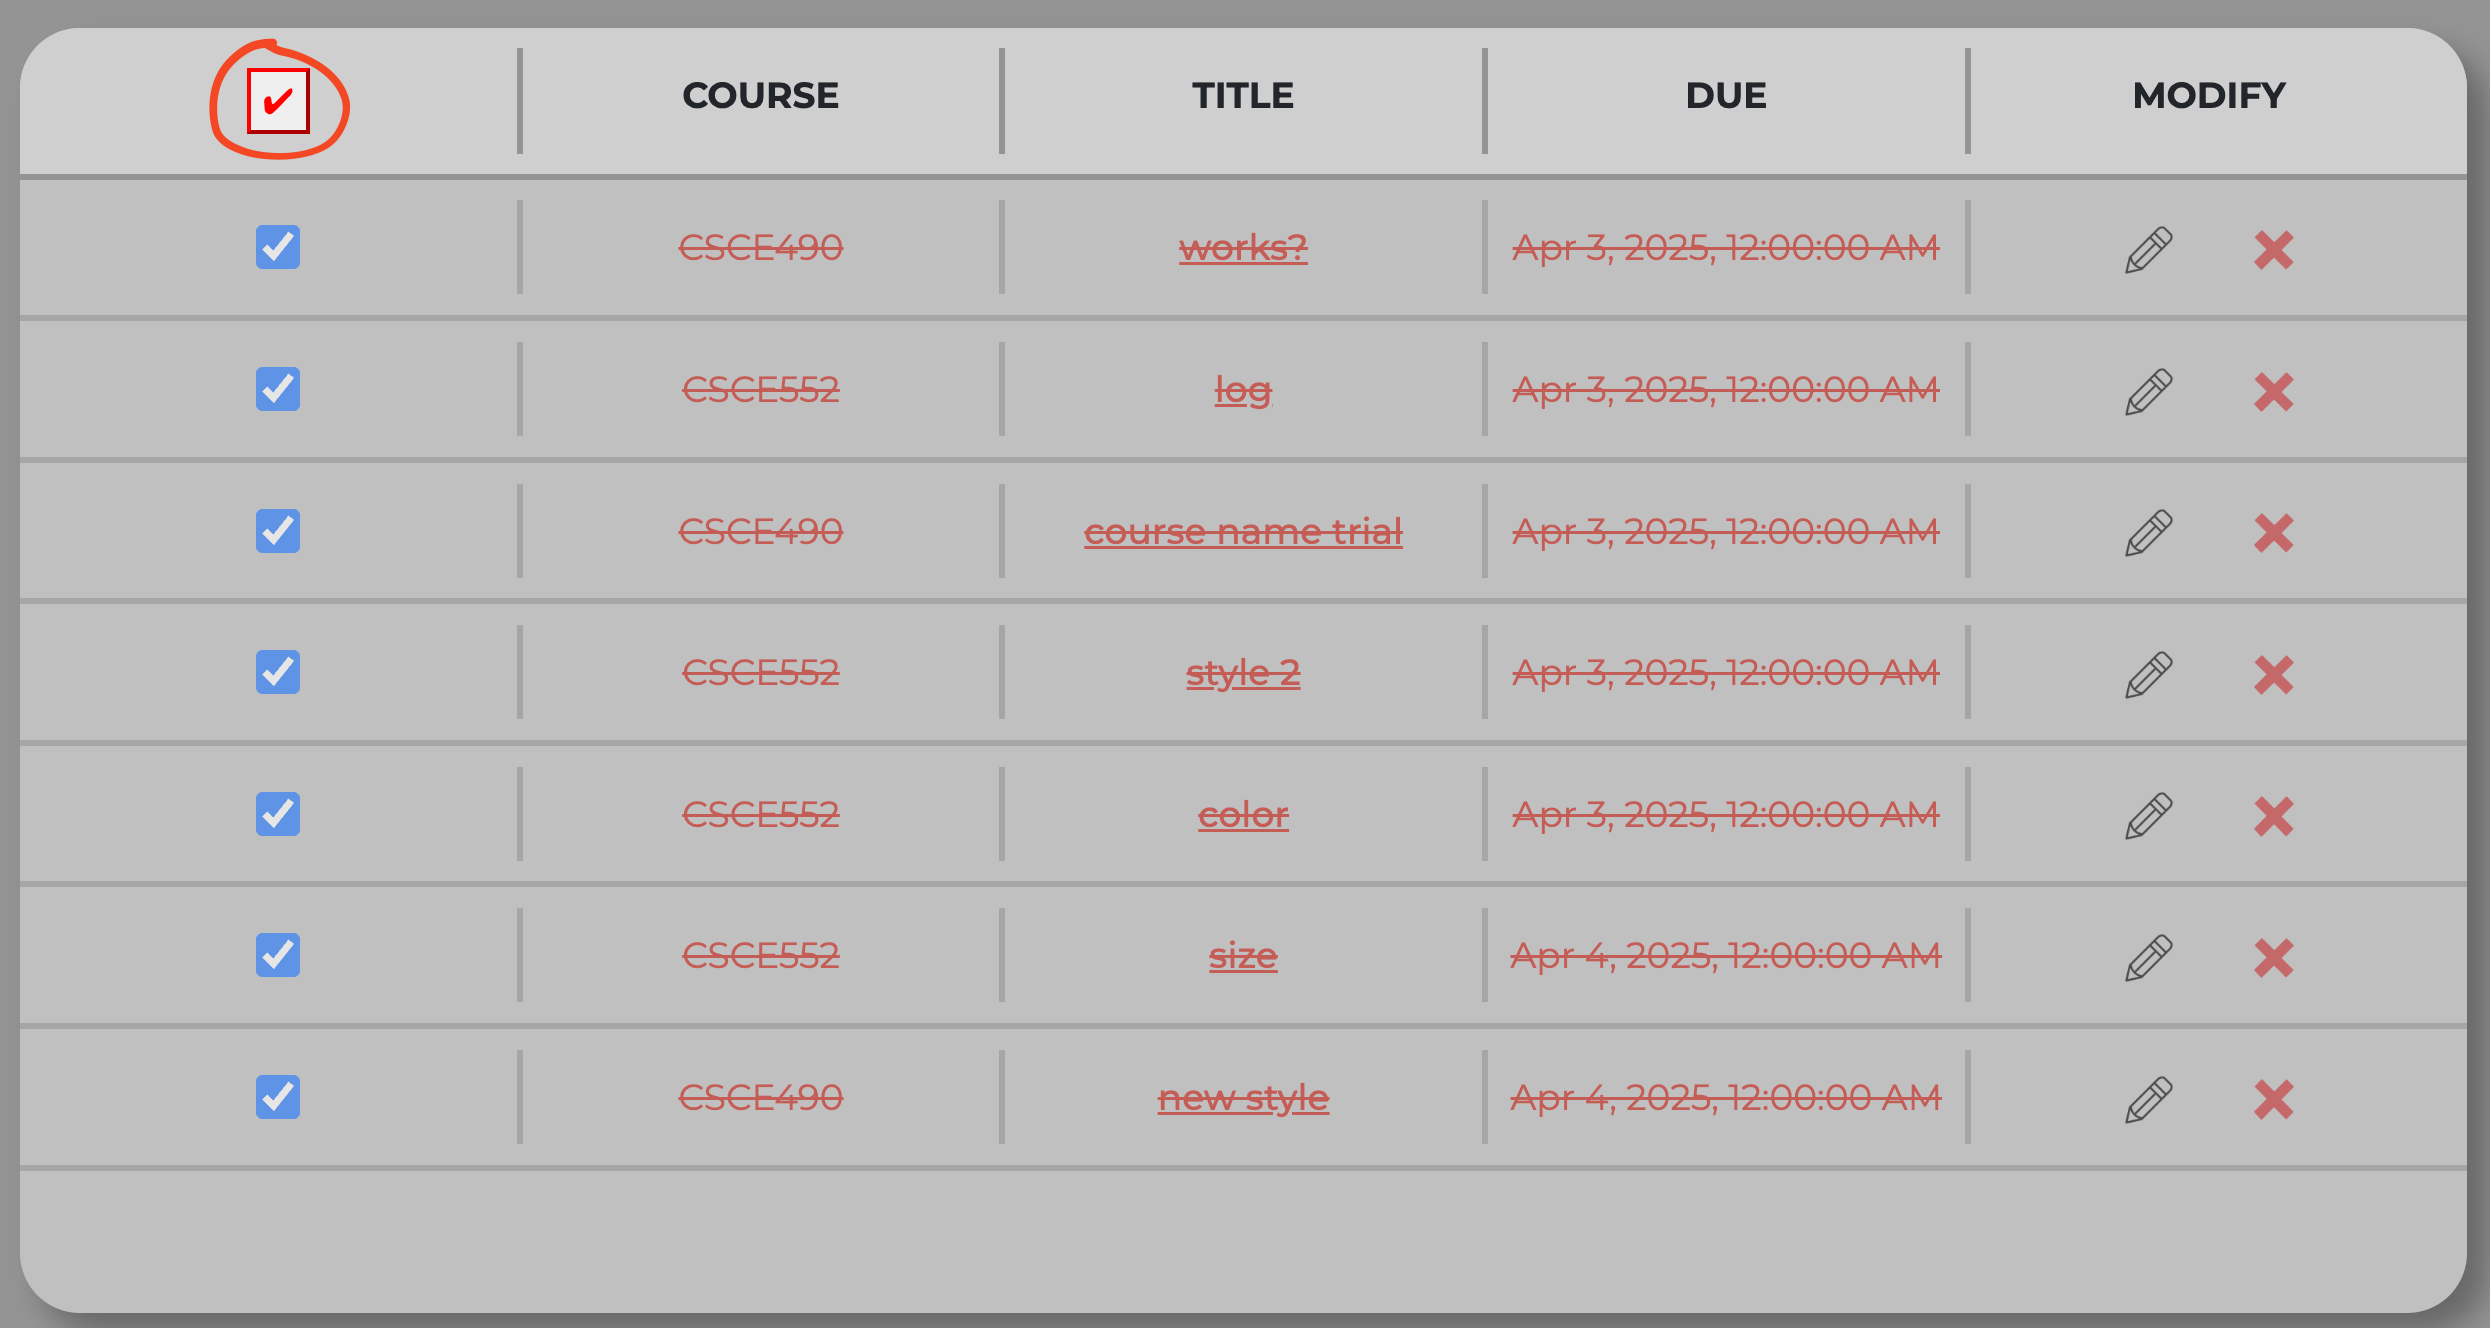 ✔ COURSE TITLE DUE MODIFY
CSCE490 works? Apr 3, 2025, 12:00:00 AM
CSCE552 log Apr 3, 2025, 12:00:00 AM
CSCE490 course name trial Apr 3, 2025, 12:00:00 AM
CSCE552 style 2 Apr 3, 2025, 12:00:00 AM
CSCE552 color Apr 3, 2025, 12:00:00 AM
CSCE552 size Apr 4, 2025, 12:00:00 AM
CSCE490 new style Apr 4, 2025, 12:00:00 AM